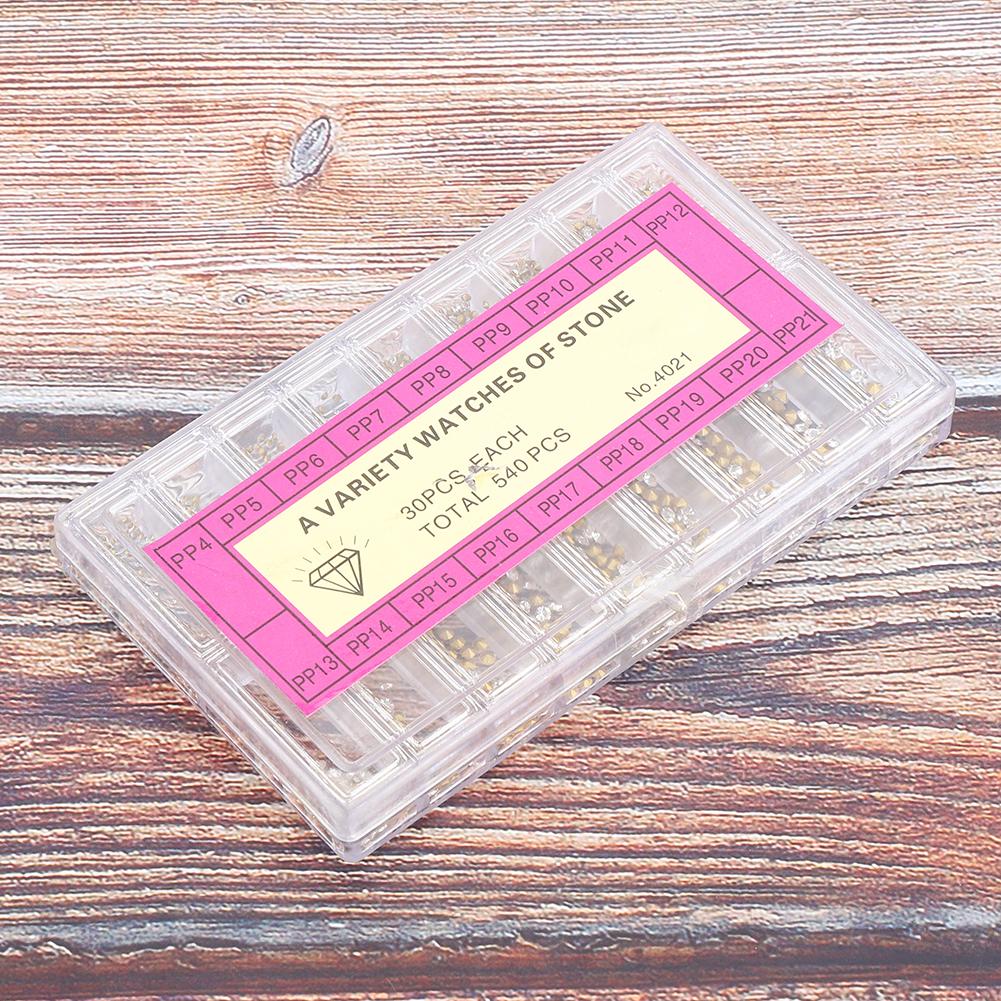 PP4 PP5 PP6 PP7 PP8 PP9 PP10 PP11 PP12
A VARIETY WATCHES OF STONE
30PCS EACH
TOTAL 540 PCS
No.4021
PP13 PP14 PP15 PP16 PP17 PP18 PP19 PP20 PP21